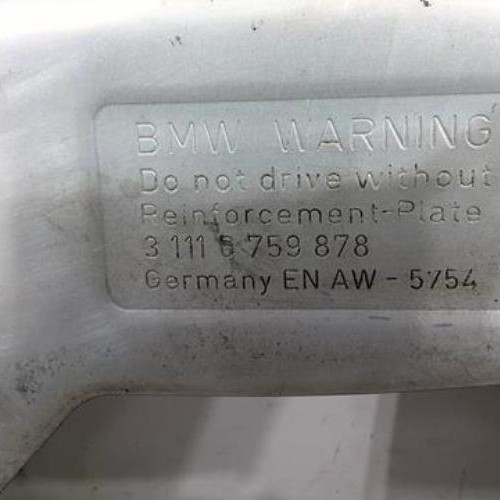 BMW WARNING
Do not drive without
Reinforcement-Plate
3 111 6 759 878
Germany EN AW - 5754